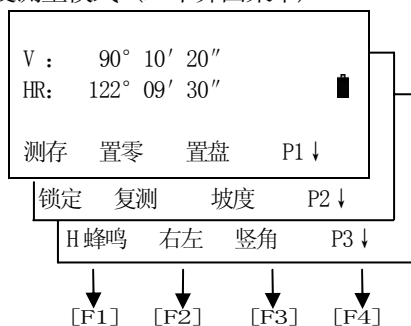 V： 90° 10′ 20″
HR： 122° 09′ 30″
测存 置零 置盘 P1↓
锁定 复测 坡度 P2↓
H蜂鸣 右左 竖角 P3↓
[F1] [F2] [F3] [F4]